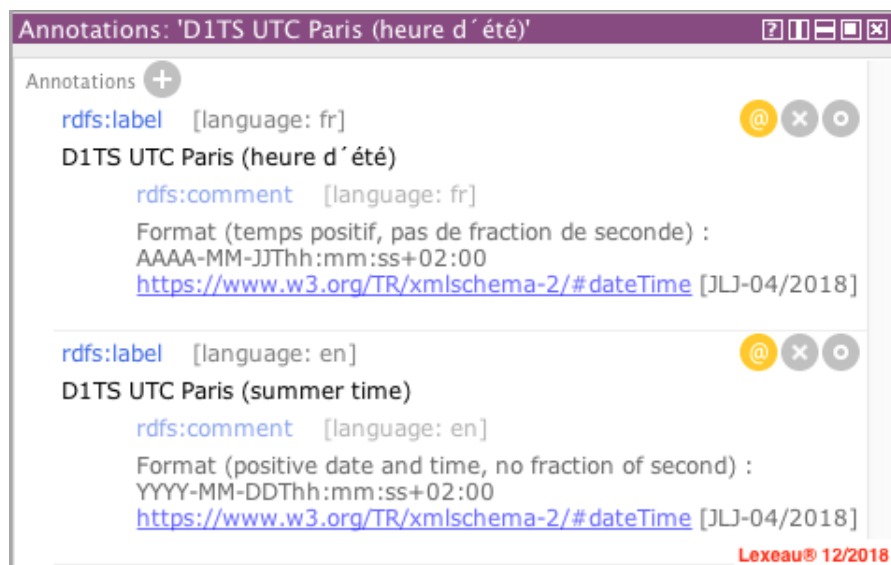 Annotations: 'D1TS UTC Paris (heure d´été)'
Annotations
rdfs:label [language: fr]
D1TS UTC Paris (heure d´été)
rdfs:comment [language: fr]
Format (temps positif, pas de fraction de seconde) :
AAAA-MM-JJThh:mm:ss+02:00
https://www.w3.org/TR/xmlschema-2/#dateTime [JLJ-04/2018]
rdfs:label [language: en]
D1TS UTC Paris (summer time)
rdfs:comment [language: en]
Format (positive date and time, no fraction of second) :
YYYY-MM-DDThh:mm:ss+02:00
https://www.w3.org/TR/xmlschema-2/#dateTime [JLJ-04/2018]
Lexeau® 12/2018